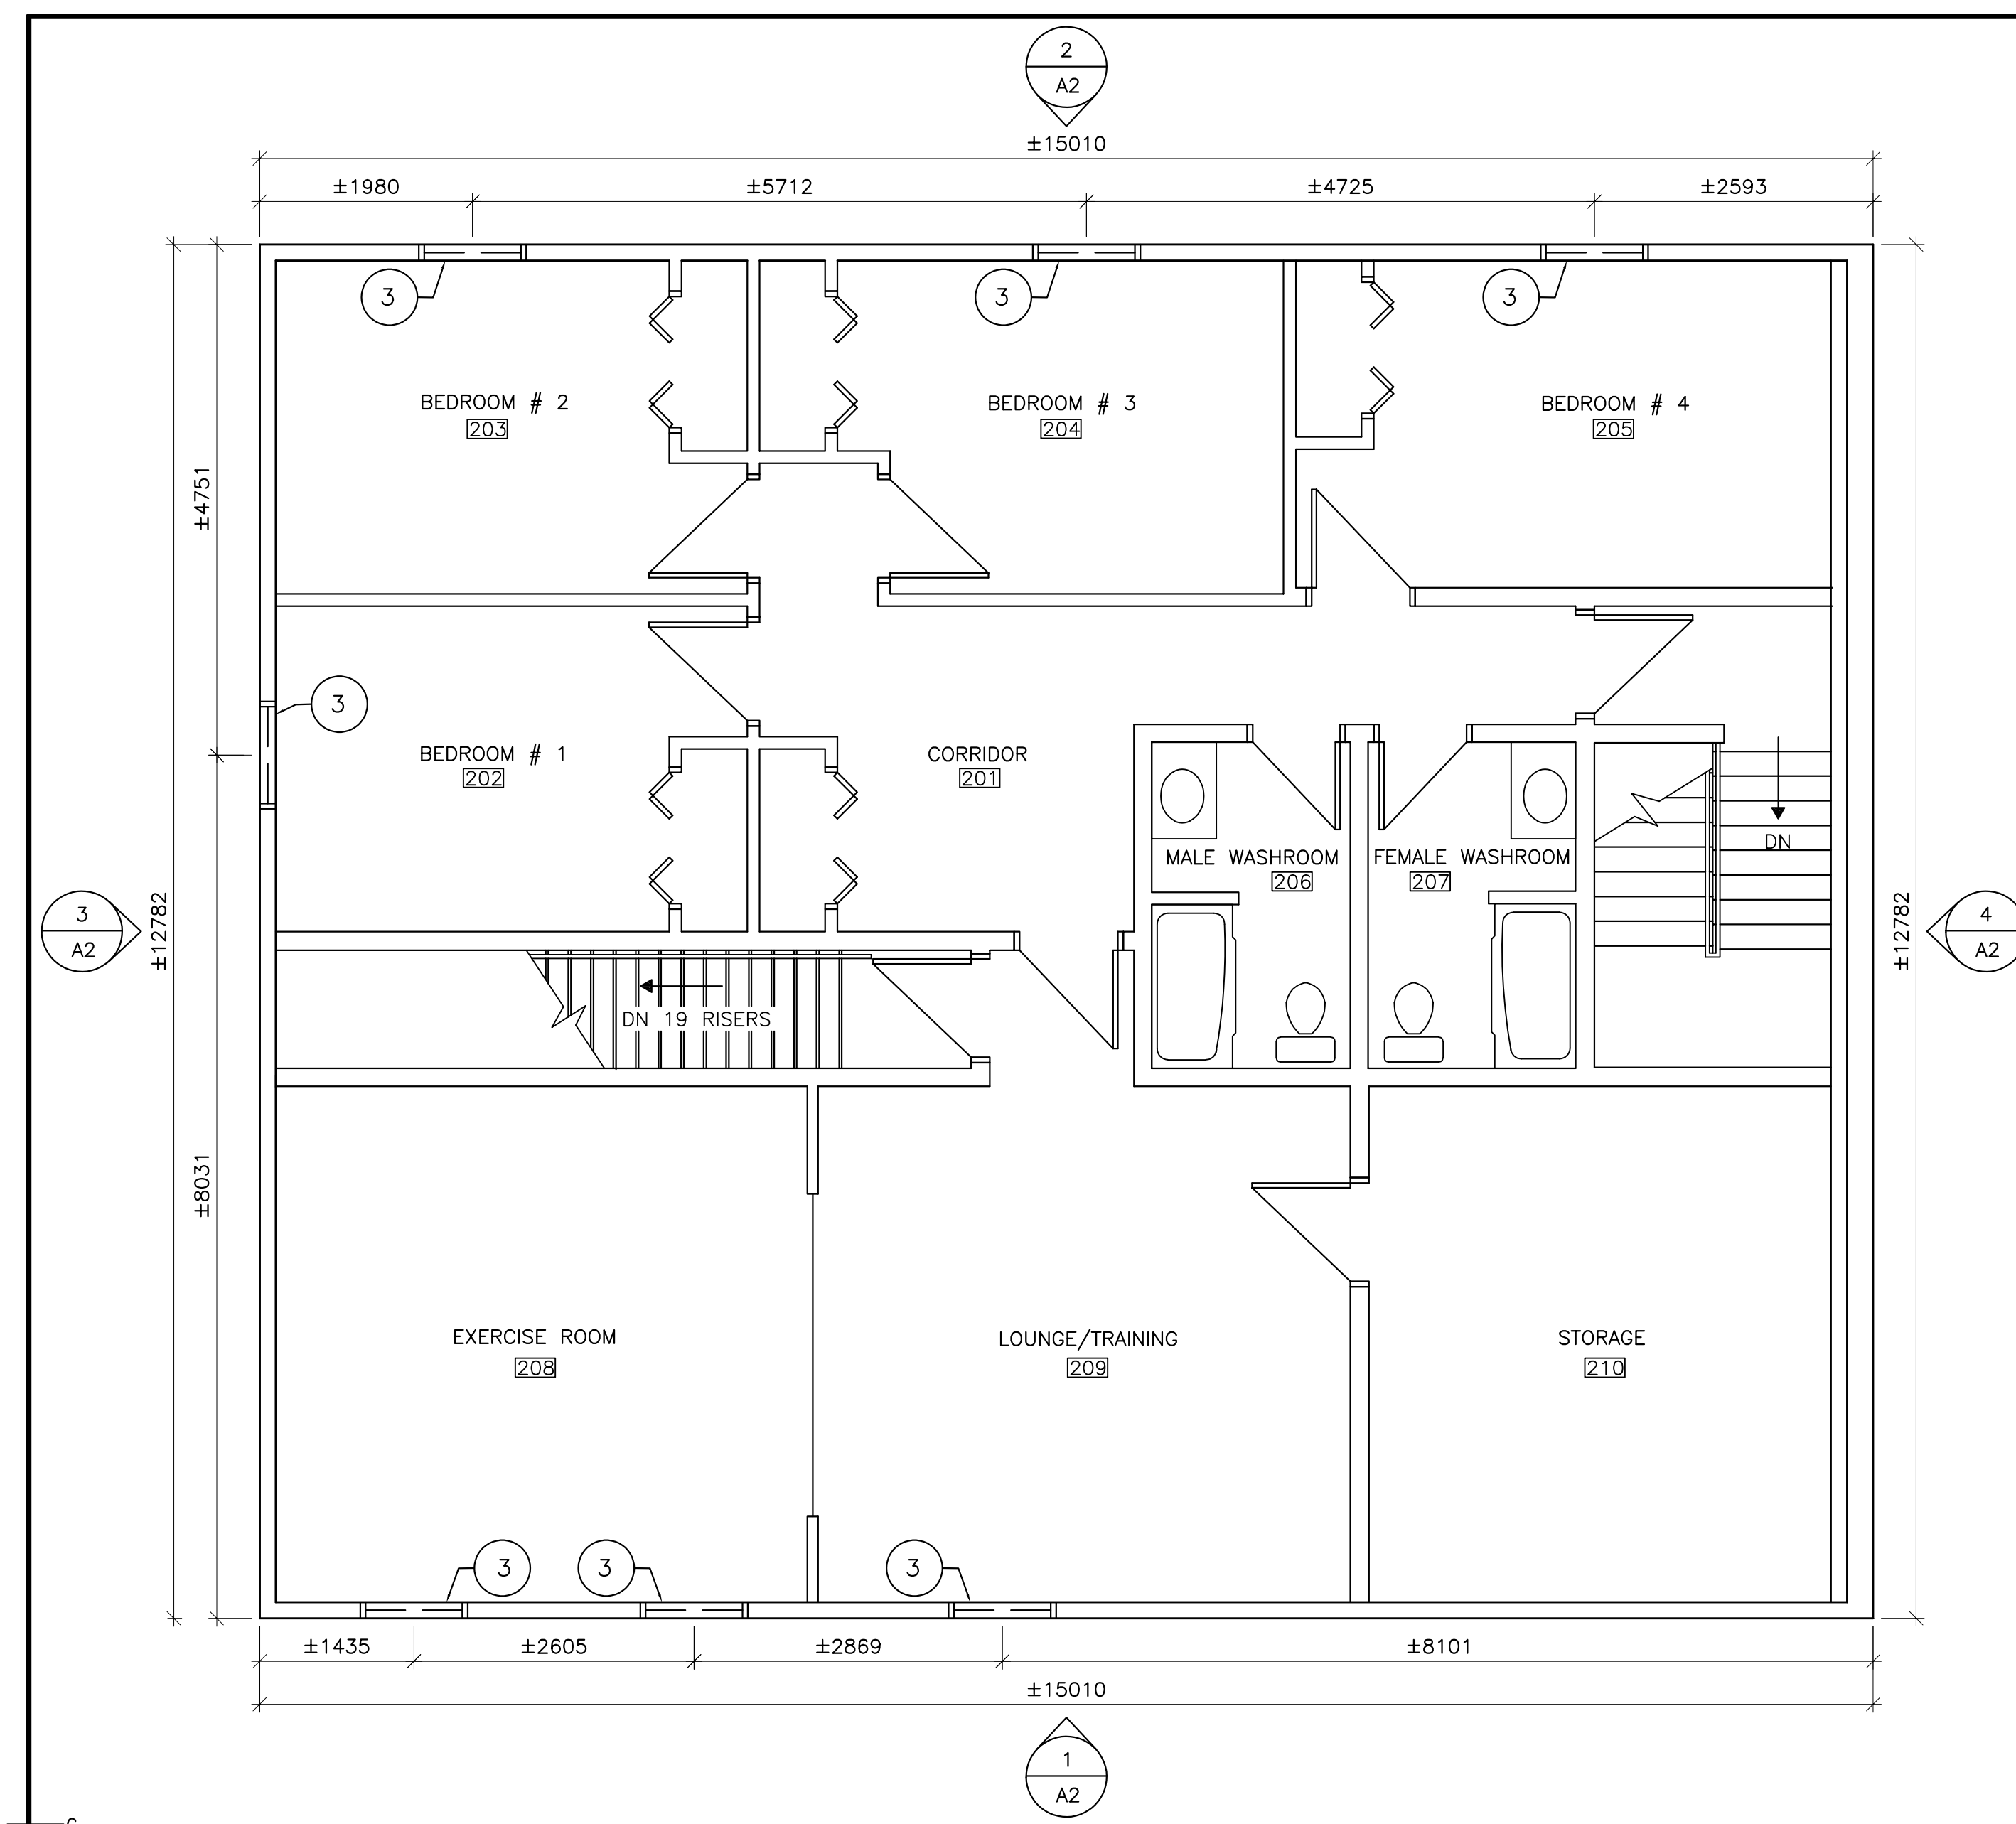 2
A2
±15010
±1980 ±5712 ±4725 ±2593
3 3 3
BEDROOM # 2
203
BEDROOM # 3
204
BEDROOM # 4
205
±4751
3
BEDROOM # 1
202
CORRIDOR
201
MALE WASHROOM
206
FEMALE WASHROOM
207
DN
3
A2
±12782
±12782
4
A2
DN 19 RISERS
±8031
EXERCISE ROOM
208
LOUNGE/TRAINING
209
STORAGE
210
3 3 3
±1435 ±2605 ±2869 ±8101
±15010
1
A2